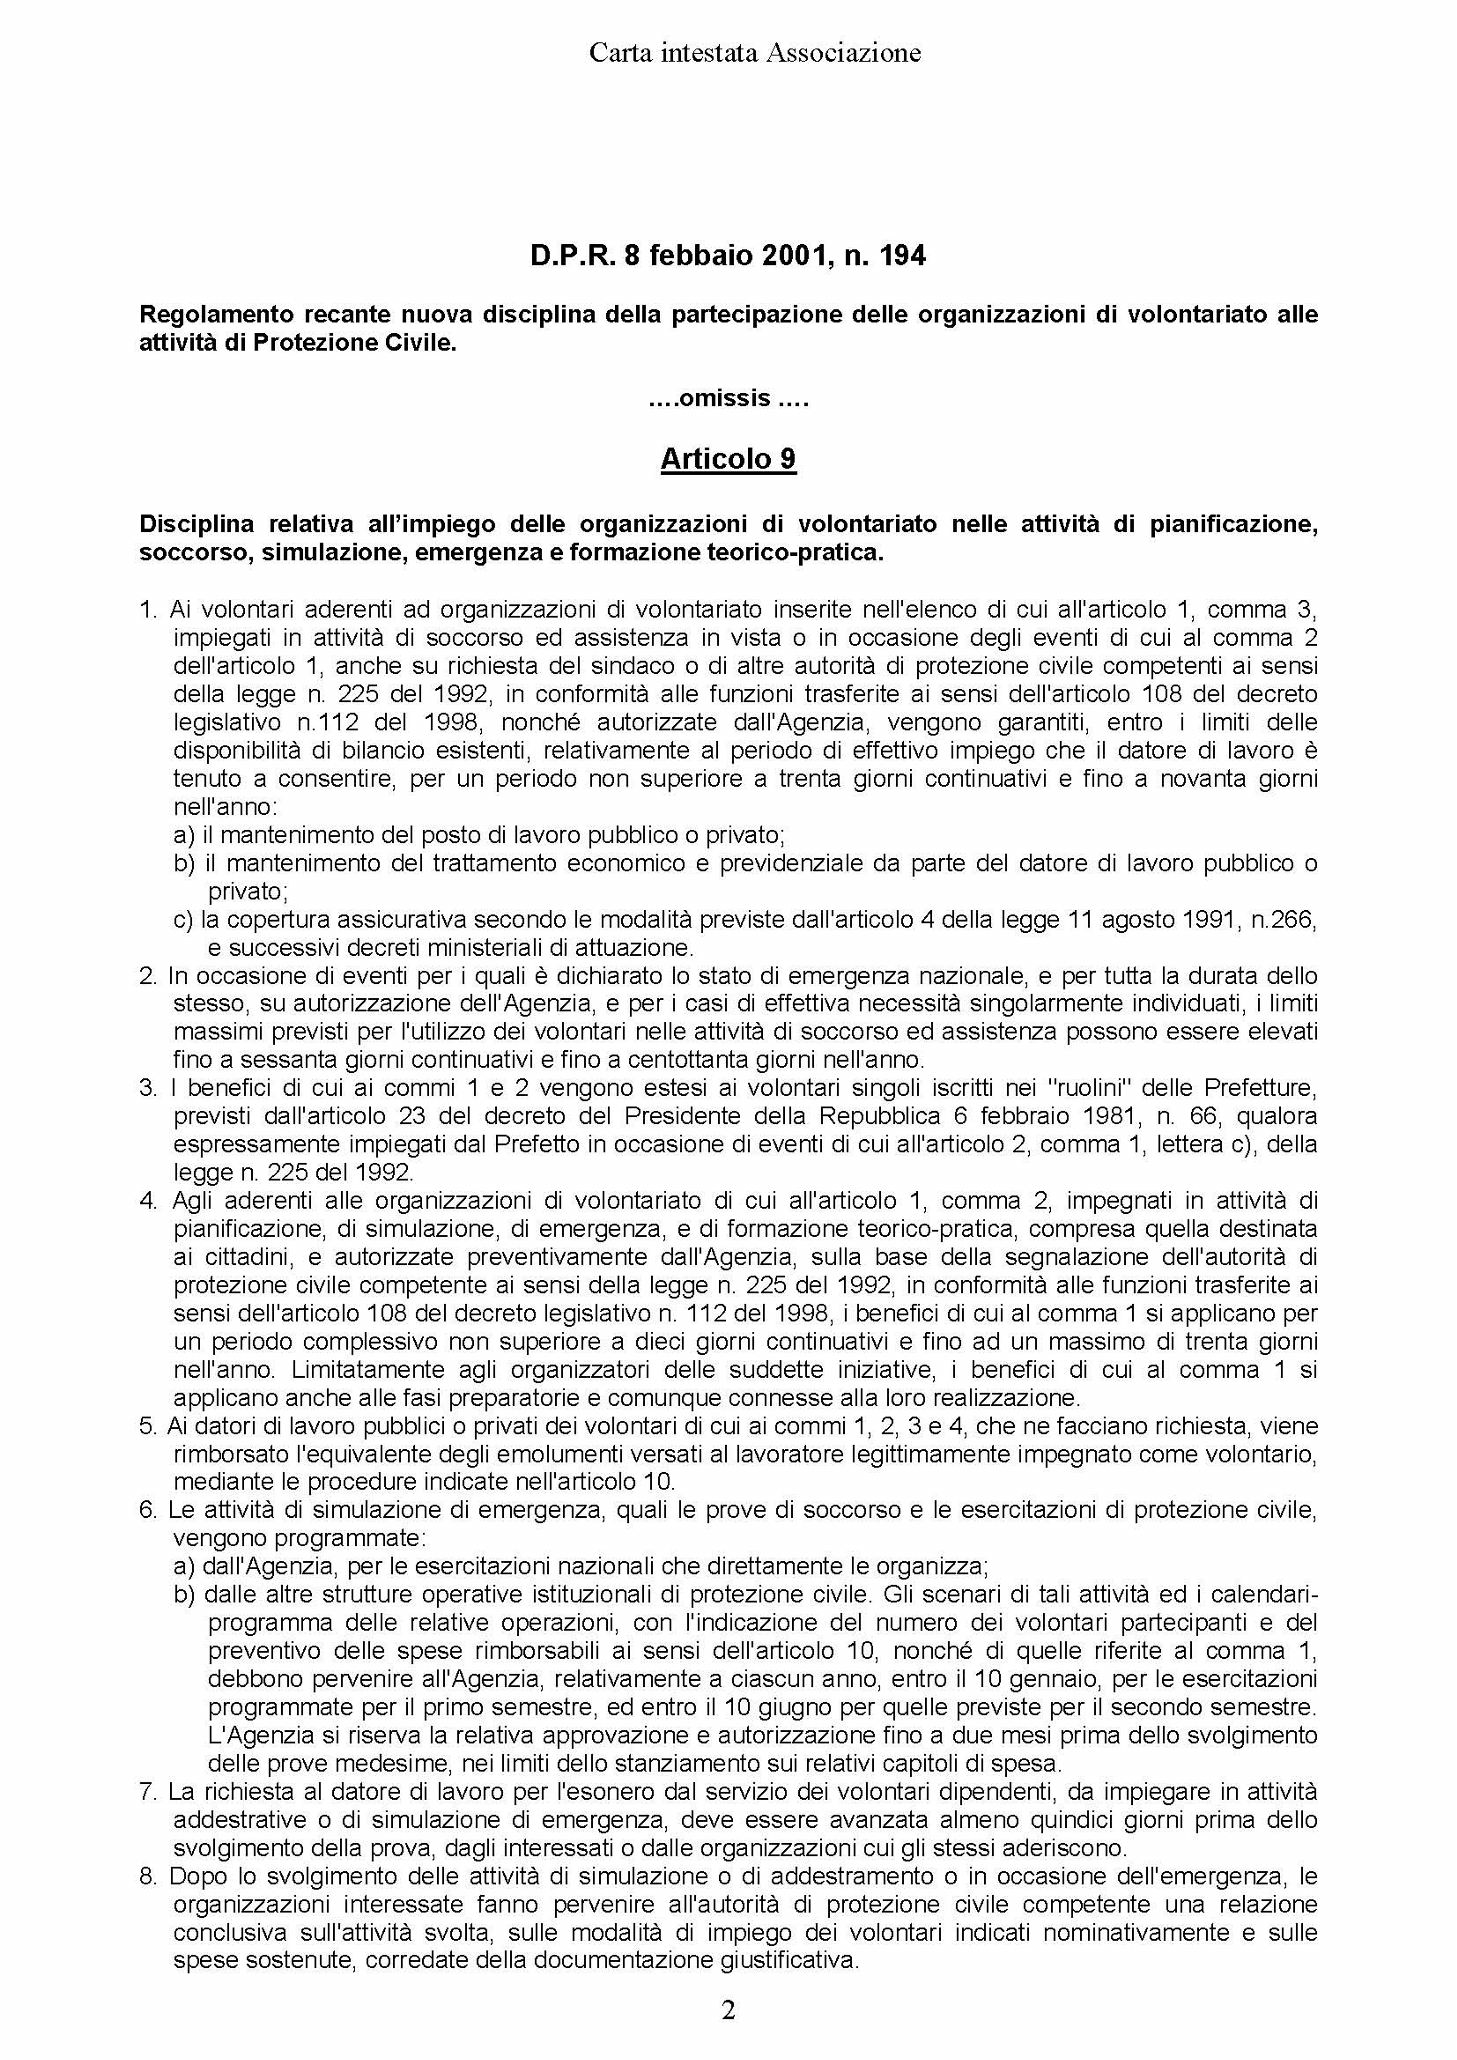 Carta intestata Associazione
D.P.R. 8 febbaio 2001, n. 194
Regolamento recante nuova disciplina della partecipazione delle organizzazioni di volontariato alle
attività di Protezione Civile.
....omissis ....
Articolo 9
Disciplina relativa all’impiego delle organizzazioni di volontariato nelle attività di pianificazione,
soccorso, simulazione, emergenza e formazione teorico-pratica.
1. Ai volontari aderenti ad organizzazioni di volontariato inserite nell'elenco di cui all'articolo 1, comma 3,
impiegati in attività di soccorso ed assistenza in vista o in occasione degli eventi di cui al comma 2
dell'articolo 1, anche su richiesta del sindaco o di altre autorità di protezione civile competenti ai sensi
della legge n. 225 del 1992, in conformità alle funzioni trasferite ai sensi dell'articolo 108 del decreto
legislativo n.112 del 1998, nonché autorizzate dall'Agenzia, vengono garantiti, entro i limiti delle
disponibilità di bilancio esistenti, relativamente al periodo di effettivo impiego che il datore di lavoro è
tenuto a consentire, per un periodo non superiore a trenta giorni continuativi e fino a novanta giorni
nell'anno:
a) il mantenimento del posto di lavoro pubblico o privato;
b) il mantenimento del trattamento economico e previdenziale da parte del datore di lavoro pubblico o
privato;
c) la copertura assicurativa secondo le modalità previste dall'articolo 4 della legge 11 agosto 1991, n.266,
e successivi decreti ministeriali di attuazione.
2. In occasione di eventi per i quali è dichiarato lo stato di emergenza nazionale, e per tutta la durata dello
stesso, su autorizzazione dell'Agenzia, e per i casi di effettiva necessità singolarmente individuati, i limiti
massimi previsti per l'utilizzo dei volontari nelle attività di soccorso ed assistenza possono essere elevati
fino a sessanta giorni continuativi e fino a centottanta giorni nell'anno.
3. I benefici di cui ai commi 1 e 2 vengono estesi ai volontari singoli iscritti nei "ruolini" delle Prefetture,
previsti dall'articolo 23 del decreto del Presidente della Repubblica 6 febbraio 1981, n. 66, qualora
espressamente impiegati dal Prefetto in occasione di eventi di cui all'articolo 2, comma 1, lettera c), della
legge n. 225 del 1992.
4. Agli aderenti alle organizzazioni di volontariato di cui all'articolo 1, comma 2, impegnati in attività di
pianificazione, di simulazione, di emergenza, e di formazione teorico-pratica, compresa quella destinata
ai cittadini, e autorizzate preventivamente dall'Agenzia, sulla base della segnalazione dell'autorità di
protezione civile competente ai sensi della legge n. 225 del 1992, in conformità alle funzioni trasferite ai
sensi dell'articolo 108 del decreto legislativo n. 112 del 1998, i benefici di cui al comma 1 si applicano per
un periodo complessivo non superiore a dieci giorni continuativi e fino ad un massimo di trenta giorni
nell'anno. Limitatamente agli organizzatori delle suddette iniziative, i benefici di cui al comma 1 si
applicano anche alle fasi preparatorie e comunque connesse alla loro realizzazione.
5. Ai datori di lavoro pubblici o privati dei volontari di cui ai commi 1, 2, 3 e 4, che ne facciano richiesta, viene
rimborsato l'equivalente degli emolumenti versati al lavoratore legittimamente impegnato come volontario,
mediante le procedure indicate nell'articolo 10.
6. Le attività di simulazione di emergenza, quali le prove di soccorso e le esercitazioni di protezione civile,
vengono programmate:
a) dall'Agenzia, per le esercitazioni nazionali che direttamente le organizza;
b) dalle altre strutture operative istituzionali di protezione civile. Gli scenari di tali attività ed i calendari-
programma delle relative operazioni, con l'indicazione del numero dei volontari partecipanti e del
preventivo delle spese rimborsabili ai sensi dell'articolo 10, nonché di quelle riferite al comma 1,
debbono pervenire all'Agenzia, relativamente a ciascun anno, entro il 10 gennaio, per le esercitazioni
programmate per il primo semestre, ed entro il 10 giugno per quelle previste per il secondo semestre.
L'Agenzia si riserva la relativa approvazione e autorizzazione fino a due mesi prima dello svolgimento
delle prove medesime, nei limiti dello stanziamento sui relativi capitoli di spesa.
7. La richiesta al datore di lavoro per l'esonero dal servizio dei volontari dipendenti, da impiegare in attività
addestrative o di simulazione di emergenza, deve essere avanzata almeno quindici giorni prima dello
svolgimento della prova, dagli interessati o dalle organizzazioni cui gli stessi aderiscono.
8. Dopo lo svolgimento delle attività di simulazione o di addestramento o in occasione dell'emergenza, le
organizzazioni interessate fanno pervenire all'autorità di protezione civile competente una relazione
conclusiva sull'attività svolta, sulle modalità di impiego dei volontari indicati nominativamente e sulle
spese sostenute, corredate della documentazione giustificativa.
2